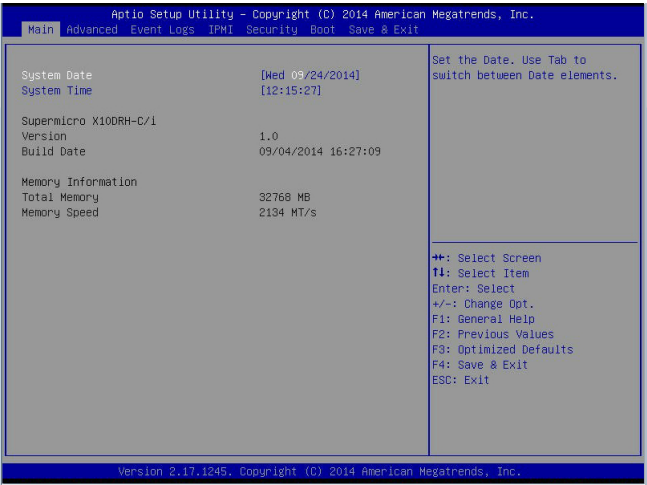 Aptio Setup Utility – Copyright (C) 2014 American Megatrends, Inc.
Main Advanced Event Logs IPMI Security Boot Save & Exit
System Date [Wed 09/24/2014]
System Time [12:15:27]
Supermicro X10DRH-C/i
Version 1.0
Build Date 09/04/2014 16:27:09
Memory Information
Total Memory 32768 MB
Memory Speed 2134 MT/s
Set the Date. Use Tab to
switch between Date elements.
→←: Select Screen
↑↓: Select Item
Enter: Select
+/-: Change Opt.
F1: General Help
F2: Previous Values
F3: Optimized Defaults
F4: Save & Exit
ESC: Exit
Version 2.17.1245. Copyright (C) 2014 American Megatrends, Inc.